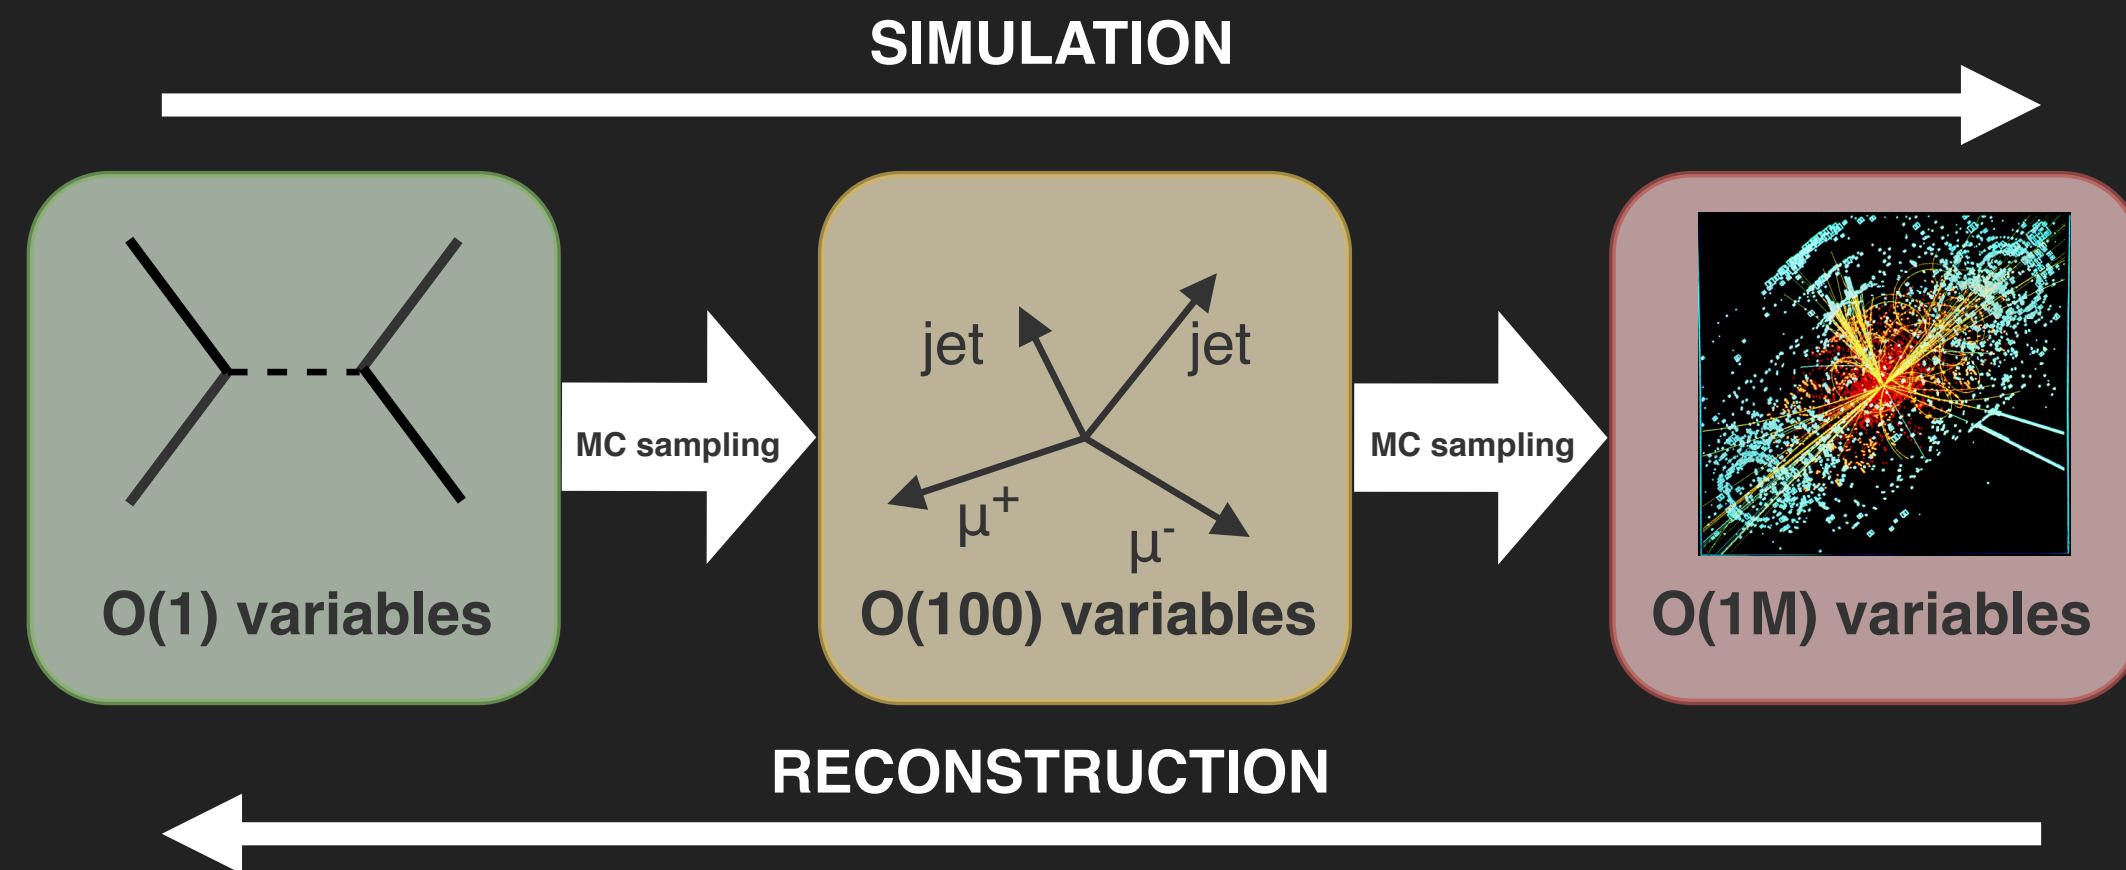 SIMULATION
jet
jet
MC sampling
MC sampling
μ⁺
μ⁻
O(1) variables
O(100) variables
O(1M) variables
RECONSTRUCTION